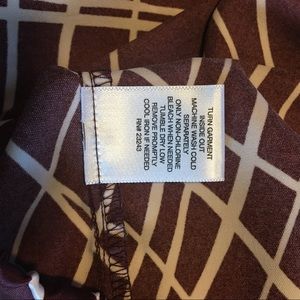 TURN GARMENT
INSIDE OUT
MACHINE WASH COLD
SEPARATELY
ONLY NON-CHLORINE
BLEACH WHEN NEEDED
TUMBLE DRY LOW
REMOVE PROMPTLY
COOL IRON IF NEEDED
RN# 23243